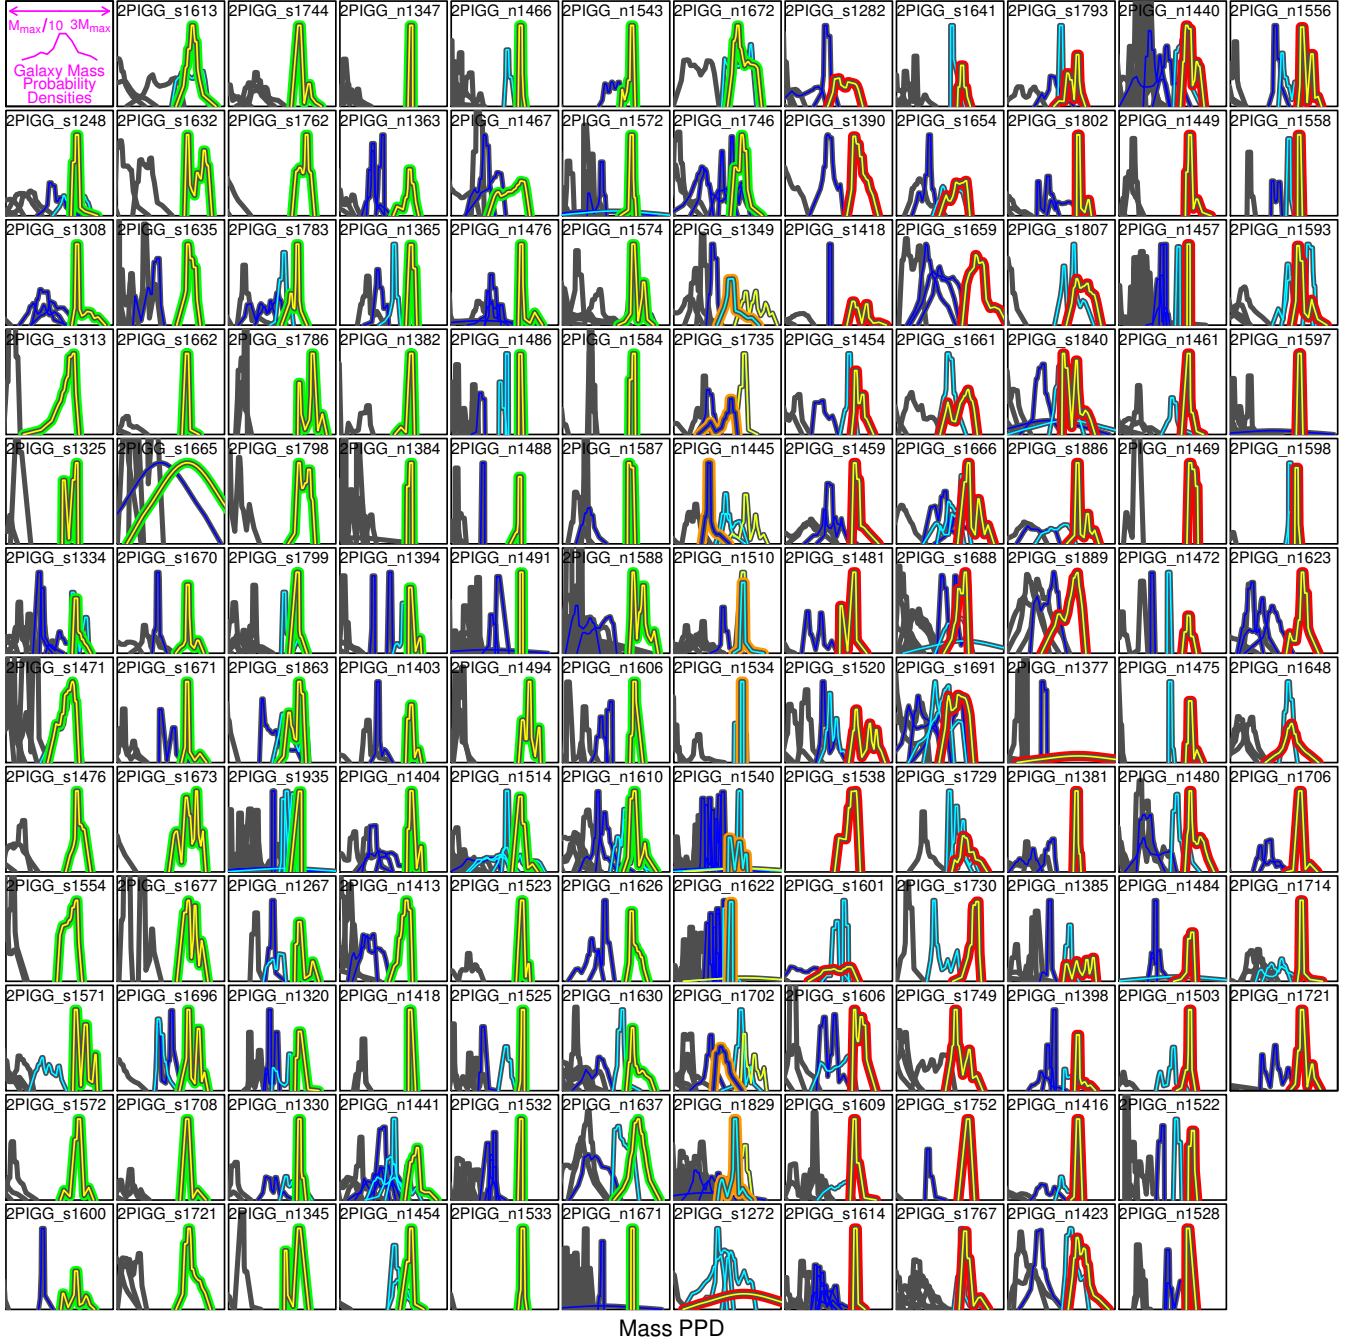 M_max/10 3M_max
Galaxy Mass
Probability
Densities
2PIGG_s1613 2PIGG_s1744 2PIGG_n1347 2PIGG_n1466 2PIGG_n1543 2PIGG_n1672 2PIGG_s1282 2PIGG_s1641 2PIGG_s1793 2PIGG_n1440 2PIGG_n1556
2PIGG_s1248 2PIGG_s1632 2PIGG_s1762 2PIGG_n1363 2PIGG_n1467 2PIGG_n1572 2PIGG_n1746 2PIGG_s1390 2PIGG_s1654 2PIGG_s1802 2PIGG_n1449 2PIGG_n1558
2PIGG_s1308 2PIGG_s1635 2PIGG_s1783 2PIGG_n1365 2PIGG_n1476 2PIGG_n1574 2PIGG_s1349 2PIGG_s1418 2PIGG_s1659 2PIGG_s1807 2PIGG_n1457 2PIGG_n1593
2PIGG_s1313 2PIGG_s1662 2PIGG_s1786 2PIGG_n1382 2PIGG_n1486 2PIGG_n1584 2PIGG_s1735 2PIGG_s1454 2PIGG_s1661 2PIGG_s1840 2PIGG_n1461 2PIGG_n1597
2PIGG_s1325 2PIGG_s1665 2PIGG_s1798 2PIGG_n1384 2PIGG_n1488 2PIGG_n1587 2PIGG_n1445 2PIGG_s1459 2PIGG_s1666 2PIGG_s1886 2PIGG_n1469 2PIGG_n1598
2PIGG_s1334 2PIGG_s1670 2PIGG_s1799 2PIGG_n1394 2PIGG_n1491 2PIGG_n1588 2PIGG_n1510 2PIGG_s1481 2PIGG_s1688 2PIGG_s1889 2PIGG_n1472 2PIGG_n1623
2PIGG_s1471 2PIGG_s1671 2PIGG_s1863 2PIGG_n1403 2PIGG_n1494 2PIGG_n1606 2PIGG_n1534 2PIGG_s1520 2PIGG_s1691 2PIGG_n1377 2PIGG_n1475 2PIGG_n1648
2PIGG_s1476 2PIGG_s1673 2PIGG_s1935 2PIGG_n1404 2PIGG_n1514 2PIGG_n1610 2PIGG_n1540 2PIGG_s1538 2PIGG_s1729 2PIGG_n1381 2PIGG_n1480 2PIGG_n1706
2PIGG_s1554 2PIGG_s1677 2PIGG_n1267 2PIGG_n1413 2PIGG_n1523 2PIGG_n1626 2PIGG_n1622 2PIGG_s1601 2PIGG_s1730 2PIGG_n1385 2PIGG_n1484 2PIGG_n1714
2PIGG_s1571 2PIGG_s1696 2PIGG_n1320 2PIGG_n1418 2PIGG_n1525 2PIGG_n1630 2PIGG_n1702 2PIGG_s1606 2PIGG_s1749 2PIGG_n1398 2PIGG_n1503 2PIGG_n1721
2PIGG_s1572 2PIGG_s1708 2PIGG_n1330 2PIGG_n1441 2PIGG_n1532 2PIGG_n1637 2PIGG_n1829 2PIGG_s1609 2PIGG_s1752 2PIGG_n1416 2PIGG_n1522
2PIGG_s1600 2PIGG_s1721 2PIGG_n1345 2PIGG_n1454 2PIGG_n1533 2PIGG_n1671 2PIGG_s1272 2PIGG_s1614 2PIGG_s1767 2PIGG_n1423 2PIGG_n1528
Mass PPD